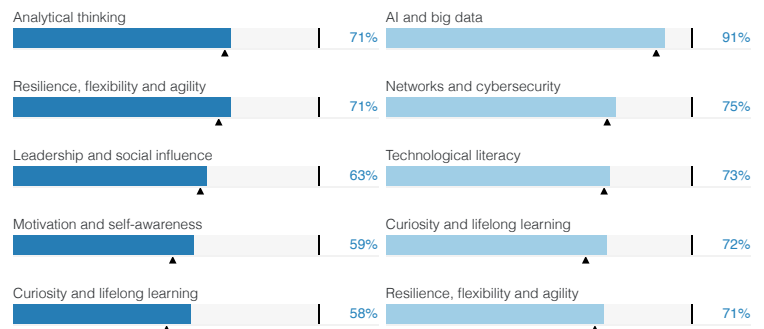 Analytical thinking
71%
Resilience, flexibility and agility
71%
Leadership and social influence
63%
Motivation and self-awareness
59%
Curiosity and lifelong learning
58%
AI and big data
91%
Networks and cybersecurity
75%
Technological literacy
73%
Curiosity and lifelong learning
72%
Resilience, flexibility and agility
71%